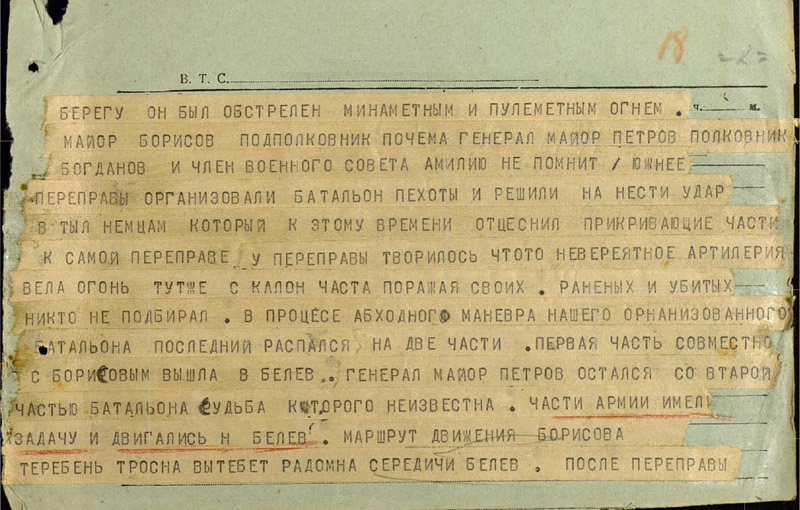 18 =2=
В. Т. С.
БЕРЕГУ ОН БЫЛ ОБСТРЕЛЕН МИНАМЕТНЫМ И ПУЛЕМЕТНЫМ ОГНЕМ . ч. м.
МАЙОР БОРИСОВ ПОДПОЛКОВНИК ПОЧЕМА ГЕНЕРАЛ МАЙОР ПЕТРОВ ПОЛКОВНИК
БОГДАНОВ И ЧЛЕН ВОЕННОГО СОВЕТА АМИЛИЮ НЕ ПОМНИТ / ЮЖНЕЕ
ПЕРЕПРАВЫ ОРГАНИЗОВАЛИ БАТАЛЬОН ПЕХОТЫ И РЕШИЛИ НА НЕСТИ УДАР
В ТЫЛ НЕМЦАМ КОТОРЫЙ К ЭТОМУ ВРЕМЕНИ ОТЦЕСНИЛ ПРИКРИВАЮЩИЕ ЧАСТИ
К САМОЙ ПЕРЕПРАВЕ У ПЕРЕПРАВЫ ТВОРИЛОСЬ ЧТОТО НЕВЕРЕЯТНОЕ АРТИЛЕРИЯ
ВЕЛА ОГОНЬ ТУТЖЕ С КАЛОН ЧАСТА ПОРАЖАЯ СВОИХ . РАНЕНЫХ И УБИТЫХ
НИКТО НЕ ПОДБИРАЛ . В ПРОЦЕСЕ АБХОДНОГО МАНЕВРА НАШЕГО ОРНАНИЗОВАННОГО
БАТАЛЬОНА ПОСЛЕДНИЙ РАСПАЛСЯ НА ДВЕ ЧАСТИ .ПЕРВАЯ ЧАСТЬ СОВМЕСТНО
С БОРИСОВЫМ ВЫШЛА В БЕЛЕВ . ГЕНЕРАЛ МАЙОР ПЕТРОВ ОСТАЛСЯ СО ВТАРОЙ
ЧАСТЬЮ БАТАЛЬОНА СУДЬБА КОТОРОГО НЕИЗВЕСТНА . ЧАСТИ АРМИИ ИМЕЛИ
ЗАДАЧУ И ДВИГАЛИСЬ Н БЕЛЕВ . МАРШРУТ ДВИЖЕНИЯ БОРИСОВА
ТЕРЕБЕНЬ ТРОСНА ВЫТЕБЕТ РАДОМНА СЕРЕДИЧИ БЕЛЕВ . ПОСЛЕ ПЕРЕПРАВЫ